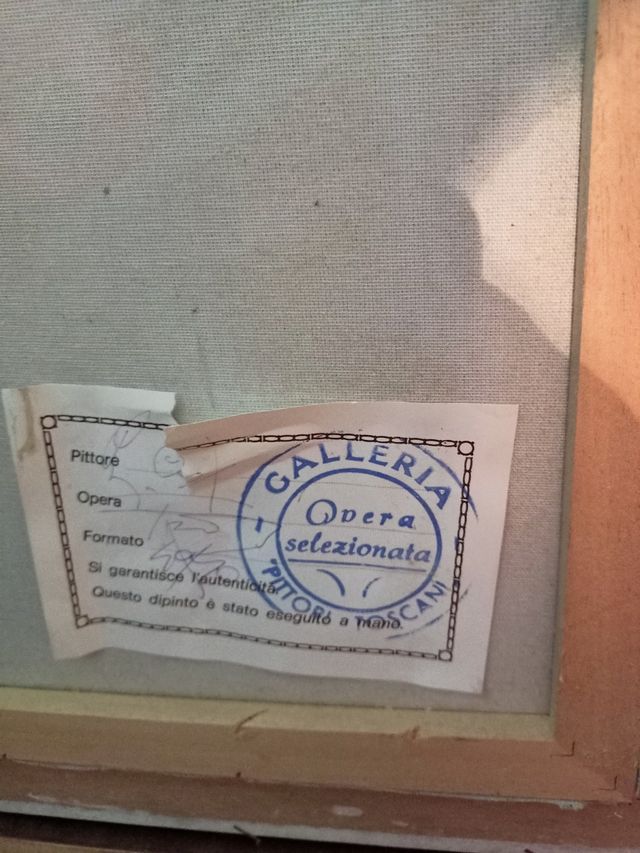 Pittore
Opera
Formato
Si garantisce l'autenticità.
Questo dipinto è stato eseguito a mano.
GALLERIA
Opera
selezionata
"PITTORI TOSCANI